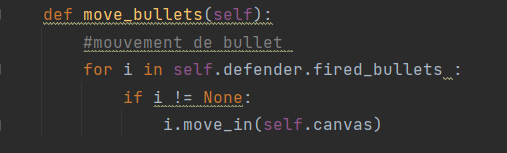 def move_bullets(self):
#mouvement de bullet
for i in self.defender.fired_bullets :
if i != None:
i.move_in(self.canvas)